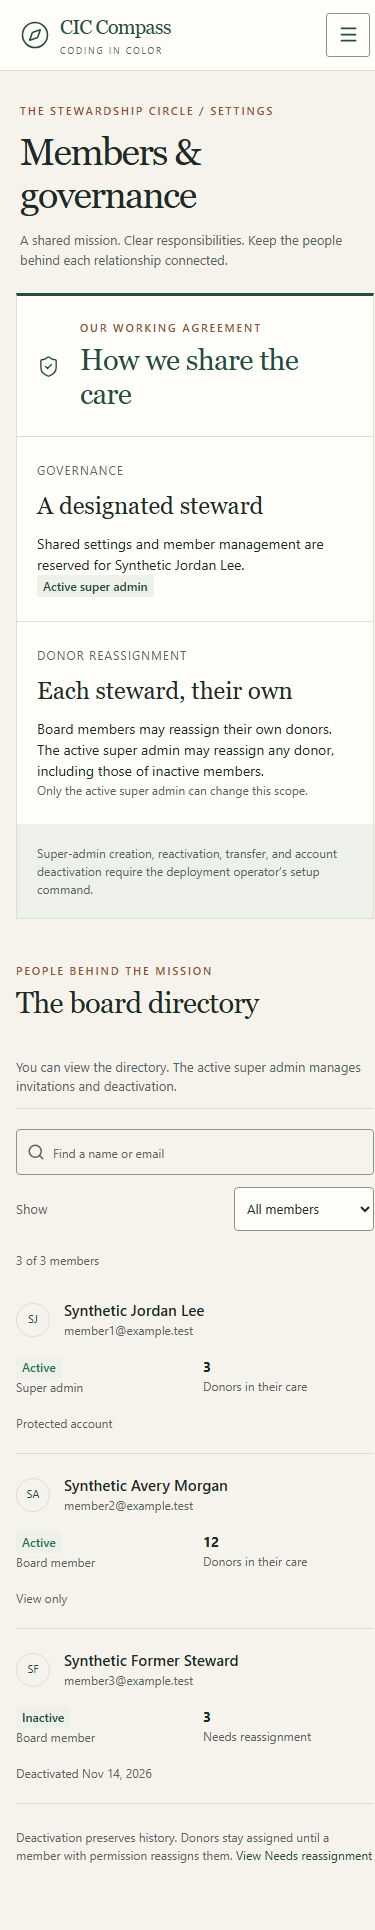 CIC Compass
CODING IN COLOR
THE STEWARDSHIP CIRCLE / SETTINGS
Members &
governance
A shared mission. Clear responsibilities. Keep the people
behind each relationship connected.
OUR WORKING AGREEMENT
How we share the
care
GOVERNANCE
A designated steward
Shared settings and member management are
reserved for Synthetic Jordan Lee.
Active super admin
DONOR REASSIGNMENT
Each steward, their own
Board members may reassign their own donors.
The active super admin may reassign any donor,
including those of inactive members.
Only the active super admin can change this scope.
Super-admin creation, reactivation, transfer, and account
deactivation require the deployment operator's setup
command.
PEOPLE BEHIND THE MISSION
The board directory
You can view the directory. The active super admin manages
invitations and deactivation.
Find a name or email
Show
All members
3 of 3 members
SJ
Synthetic Jordan Lee
member1@example.test
Active
Super admin
3
Donors in their care
Protected account
SA
Synthetic Avery Morgan
member2@example.test
Active
Board member
12
Donors in their care
View only
SF
Synthetic Former Steward
member3@example.test
Inactive
Board member
3
Needs reassignment
Deactivated Nov 14, 2026
Deactivation preserves history. Donors stay assigned until a
member with permission reassigns them. View Needs reassignment